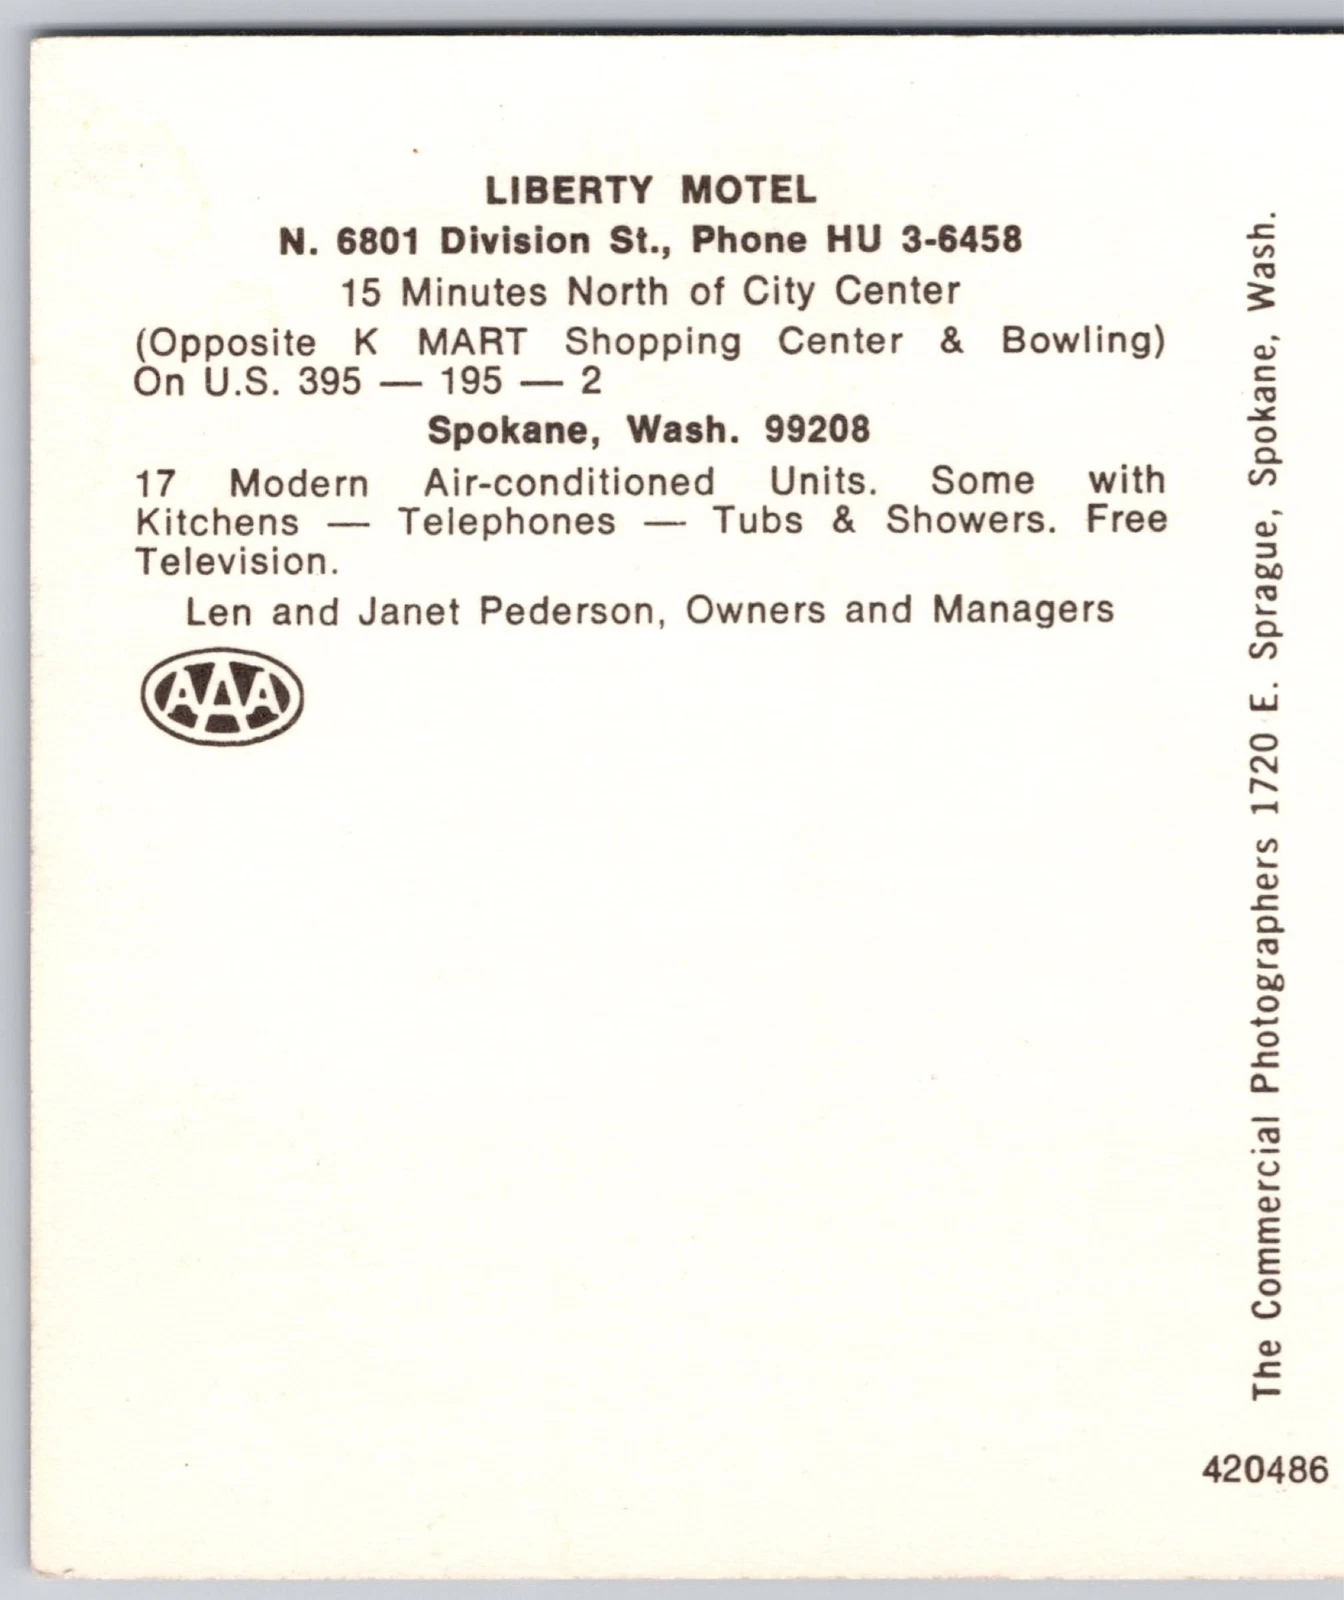 LIBERTY MOTEL
N. 6801 Division St., Phone HU 3-6458
15 Minutes North of City Center
(Opposite K MART Shopping Center & Bowling)
On U.S. 395 — 195 — 2
Spokane, Wash. 99208
17 Modern Air-conditioned Units. Some with
Kitchens — Telephones — Tubs & Showers. Free
Television.
Len and Janet Pederson, Owners and Managers
AAA
The Commercial Photographers 1720 E. Sprague, Spokane, Wash.
420486